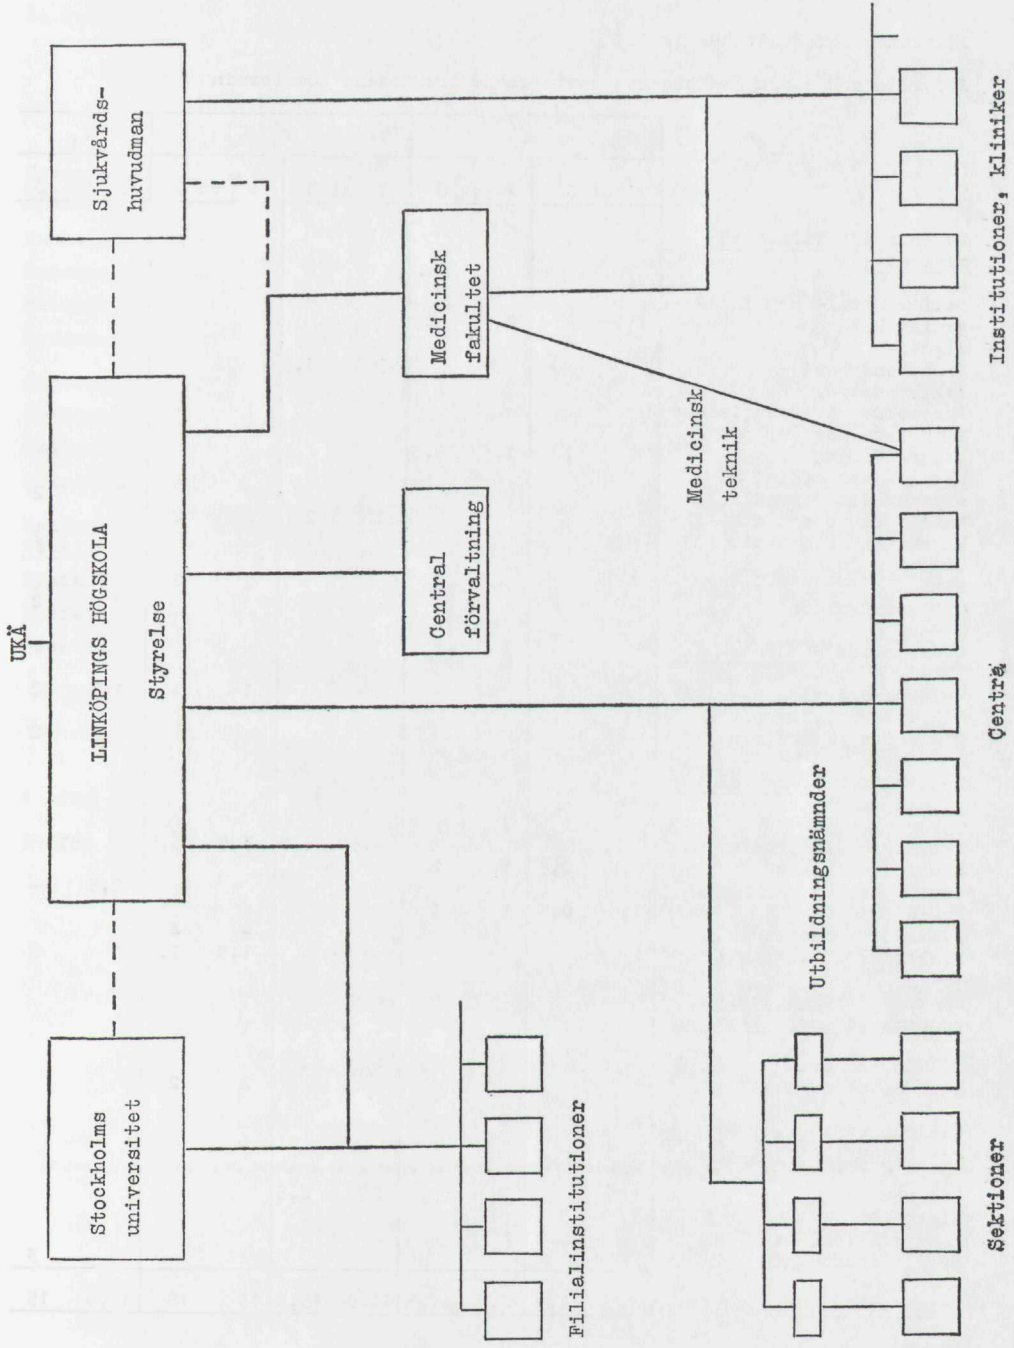 UKÄ
Stockholms
universitet
LINKÖPINGS HÖGSKOLA
Styrelse
Sjukvårds-
huvudman
Central
förvaltning
Medicinsk
fakultet
Filialinstitutioner
Medicinsk
teknik
Utbildningsnämnder
Sektioner
Centra
Institutioner, kliniker